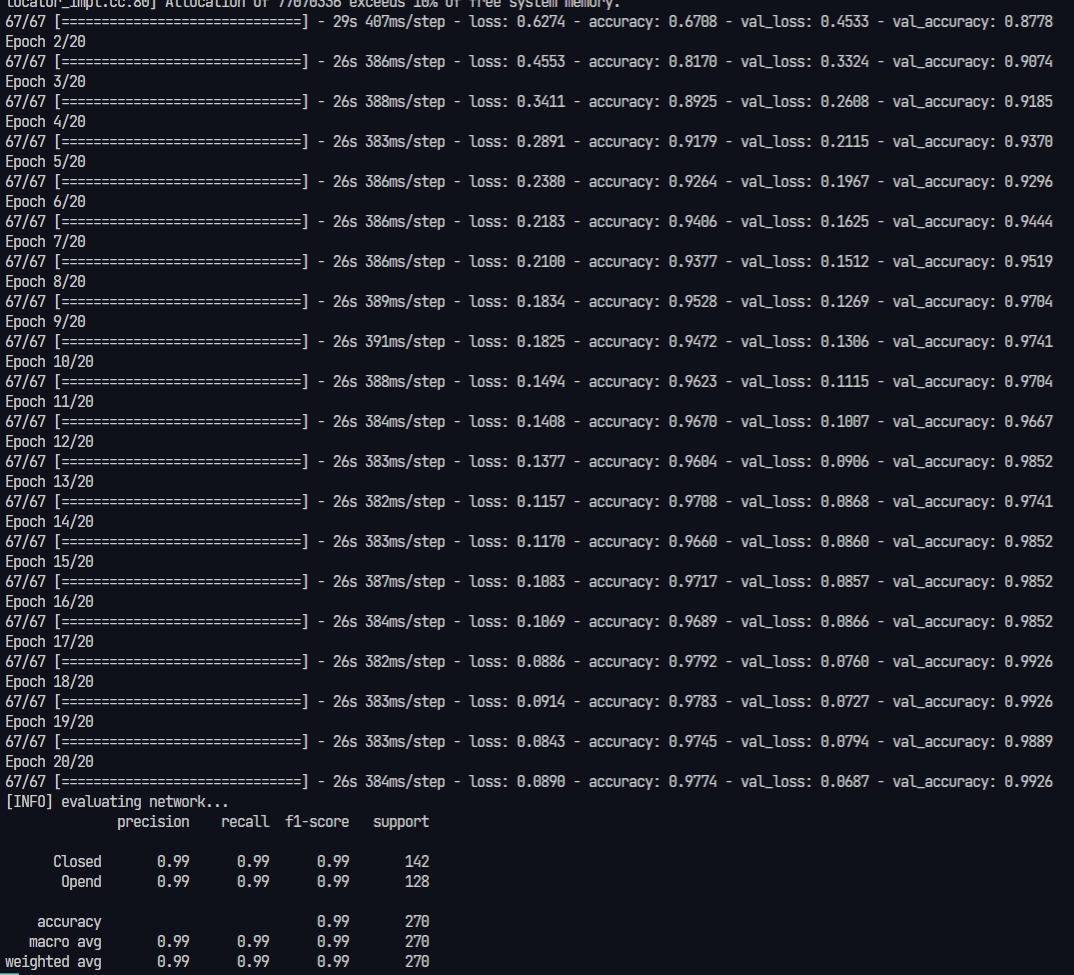 locator_impl.cc:80] Allocation of 77070336 exceeds 10% of free system memory.
67/67 [==============================] - 29s 407ms/step - loss: 0.6274 - accuracy: 0.6708 - val_loss: 0.4533 - val_accuracy: 0.8778
Epoch 2/20
67/67 [==============================] - 26s 386ms/step - loss: 0.4553 - accuracy: 0.8170 - val_loss: 0.3324 - val_accuracy: 0.9074
Epoch 3/20
67/67 [==============================] - 26s 388ms/step - loss: 0.3411 - accuracy: 0.8925 - val_loss: 0.2608 - val_accuracy: 0.9185
Epoch 4/20
67/67 [==============================] - 26s 383ms/step - loss: 0.2891 - accuracy: 0.9179 - val_loss: 0.2115 - val_accuracy: 0.9370
Epoch 5/20
67/67 [==============================] - 26s 386ms/step - loss: 0.2380 - accuracy: 0.9264 - val_loss: 0.1967 - val_accuracy: 0.9296
Epoch 6/20
67/67 [==============================] - 26s 386ms/step - loss: 0.2183 - accuracy: 0.9406 - val_loss: 0.1625 - val_accuracy: 0.9444
Epoch 7/20
67/67 [==============================] - 26s 386ms/step - loss: 0.2100 - accuracy: 0.9377 - val_loss: 0.1512 - val_accuracy: 0.9519
Epoch 8/20
67/67 [==============================] - 26s 389ms/step - loss: 0.1834 - accuracy: 0.9528 - val_loss: 0.1269 - val_accuracy: 0.9704
Epoch 9/20
67/67 [==============================] - 26s 391ms/step - loss: 0.1825 - accuracy: 0.9472 - val_loss: 0.1306 - val_accuracy: 0.9741
Epoch 10/20
67/67 [==============================] - 26s 388ms/step - loss: 0.1494 - accuracy: 0.9623 - val_loss: 0.1115 - val_accuracy: 0.9704
Epoch 11/20
67/67 [==============================] - 26s 384ms/step - loss: 0.1408 - accuracy: 0.9670 - val_loss: 0.1007 - val_accuracy: 0.9667
Epoch 12/20
67/67 [==============================] - 26s 383ms/step - loss: 0.1377 - accuracy: 0.9604 - val_loss: 0.0906 - val_accuracy: 0.9852
Epoch 13/20
67/67 [==============================] - 26s 382ms/step - loss: 0.1157 - accuracy: 0.9708 - val_loss: 0.0868 - val_accuracy: 0.9741
Epoch 14/20
67/67 [==============================] - 26s 383ms/step - loss: 0.1170 - accuracy: 0.9660 - val_loss: 0.0860 - val_accuracy: 0.9852
Epoch 15/20
67/67 [==============================] - 26s 387ms/step - loss: 0.1083 - accuracy: 0.9717 - val_loss: 0.0857 - val_accuracy: 0.9852
Epoch 16/20
67/67 [==============================] - 26s 384ms/step - loss: 0.1069 - accuracy: 0.9689 - val_loss: 0.0866 - val_accuracy: 0.9852
Epoch 17/20
67/67 [==============================] - 26s 382ms/step - loss: 0.0886 - accuracy: 0.9792 - val_loss: 0.0760 - val_accuracy: 0.9926
Epoch 18/20
67/67 [==============================] - 26s 383ms/step - loss: 0.0914 - accuracy: 0.9783 - val_loss: 0.0727 - val_accuracy: 0.9926
Epoch 19/20
67/67 [==============================] - 26s 383ms/step - loss: 0.0843 - accuracy: 0.9745 - val_loss: 0.0794 - val_accuracy: 0.9889
Epoch 20/20
67/67 [==============================] - 26s 384ms/step - loss: 0.0890 - accuracy: 0.9774 - val_loss: 0.0687 - val_accuracy: 0.9926
[INFO] evaluating network...
precision recall f1-score support
Closed 0.99 0.99 0.99 142
Opend 0.99 0.99 0.99 128
accuracy 0.99 270
macro avg 0.99 0.99 0.99 270
weighted avg 0.99 0.99 0.99 270